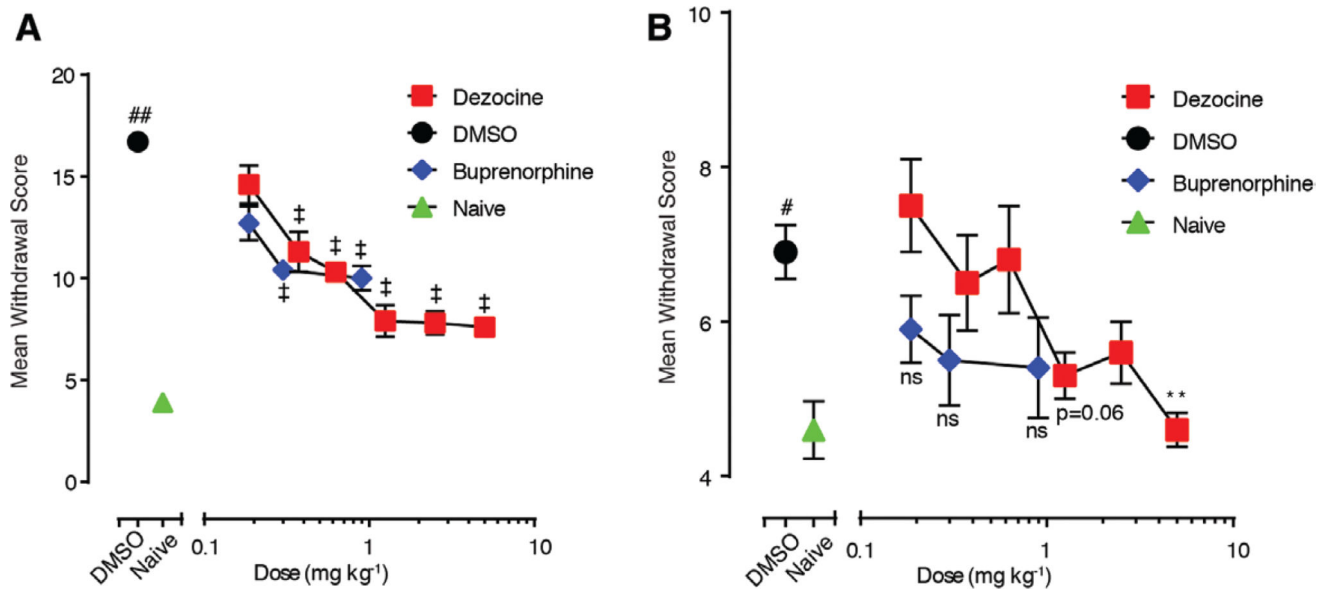 A
Mean Withdrawal Score
20
15
10
5
0
##
‡
‡
‡
‡
‡
‡
‡
Dezocine
DMSO
Buprenorphine
Naive
DMSO
Naive
0.1
1
10
Dose (mg kg-1)
B
Mean Withdrawal Score
10
8
6
4
#
ns
ns
ns
p=0.06
**
Dezocine
DMSO
Buprenorphine
Naive
DMSO
Naive
0.1
1
10
Dose (mg kg-1)